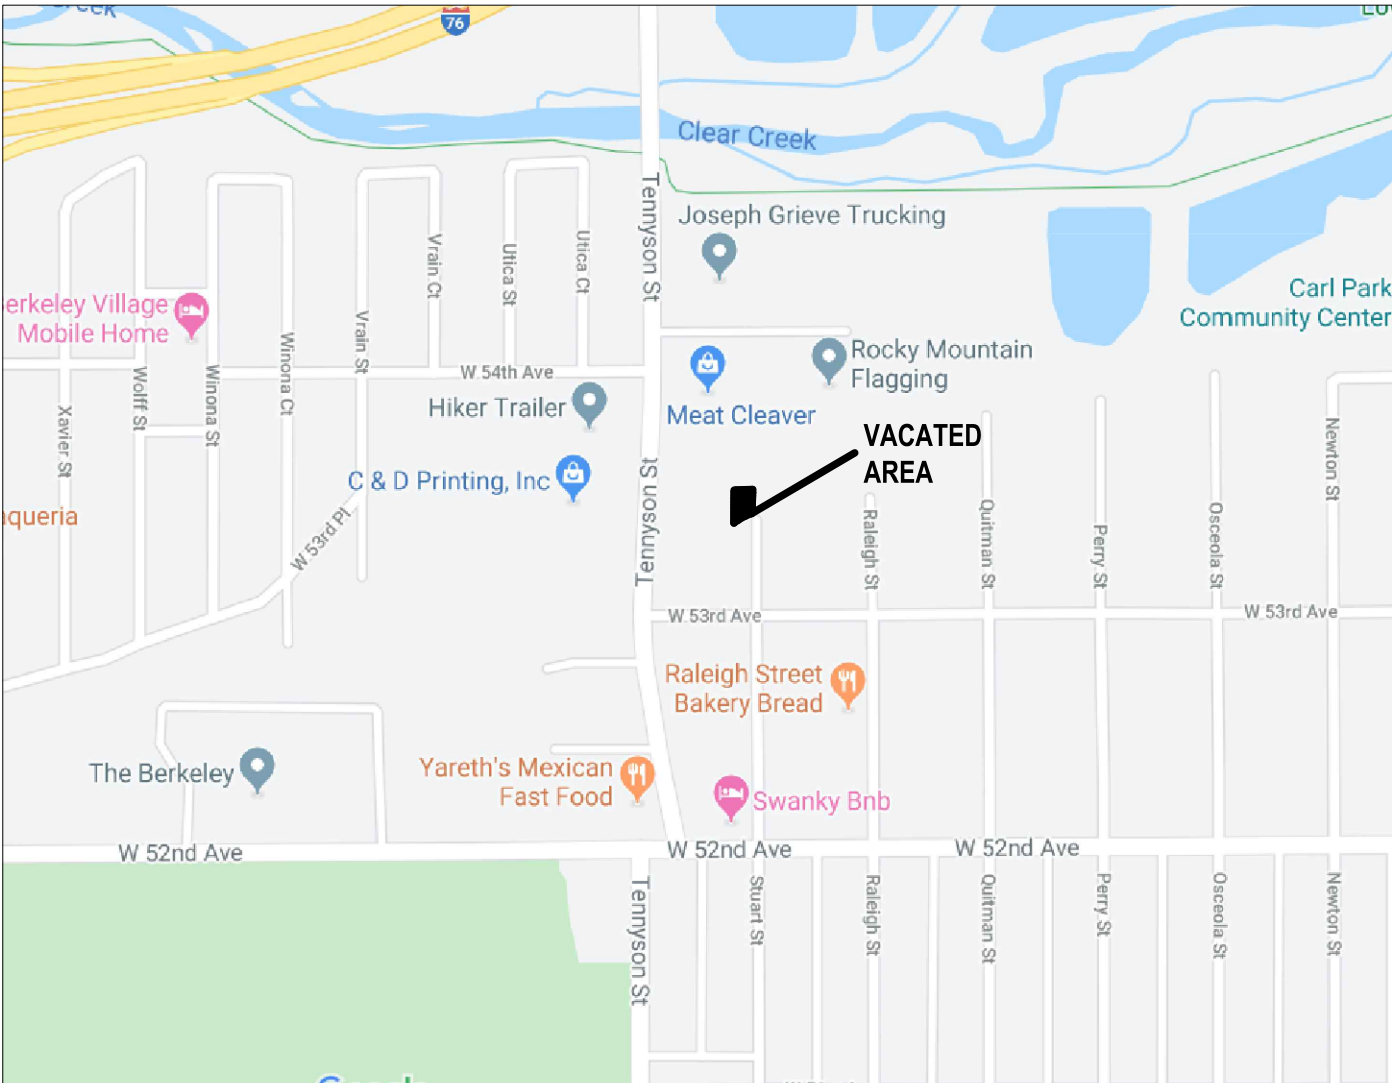 Creek
76
Clear Creek
Tennyson St
Joseph Grieve Trucking
Vrain Ct
Utica St
Utica Ct
Carl Park
Community Center
erkeley Village
Mobile Home
Vrain St
Winona Ct
Rocky Mountain
Flagging
W 54th Ave
Wolff St
Winona St
Xavier St
Hiker Trailer
Meat Cleaver
VACATED
AREA
Newton St
C & D Printing, Inc
Tennyson St
aqueria
W 53rd Pl
Raleigh St
Quitman St
Perry St
Osceola St
W 53rd Ave
W 53rd Ave
Raleigh Street
Bakery Bread
The Berkeley
Yareth's Mexican
Fast Food
Swanky Bnb
W 52nd Ave
W 52nd Ave
W 52nd Ave
Tennyson St
Stuart St
Raleigh St
Quitman St
Perry St
Osceola St
Newton St